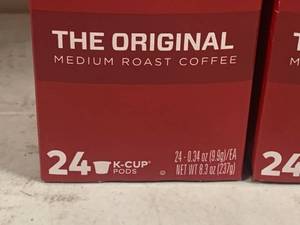 THE ORIGINAL
MEDIUM ROAST COFFEE
24 K-CUP® PODS
24 - 0.34 oz (9.9g)/EA
NET WT 8.3 oz (237g)
24